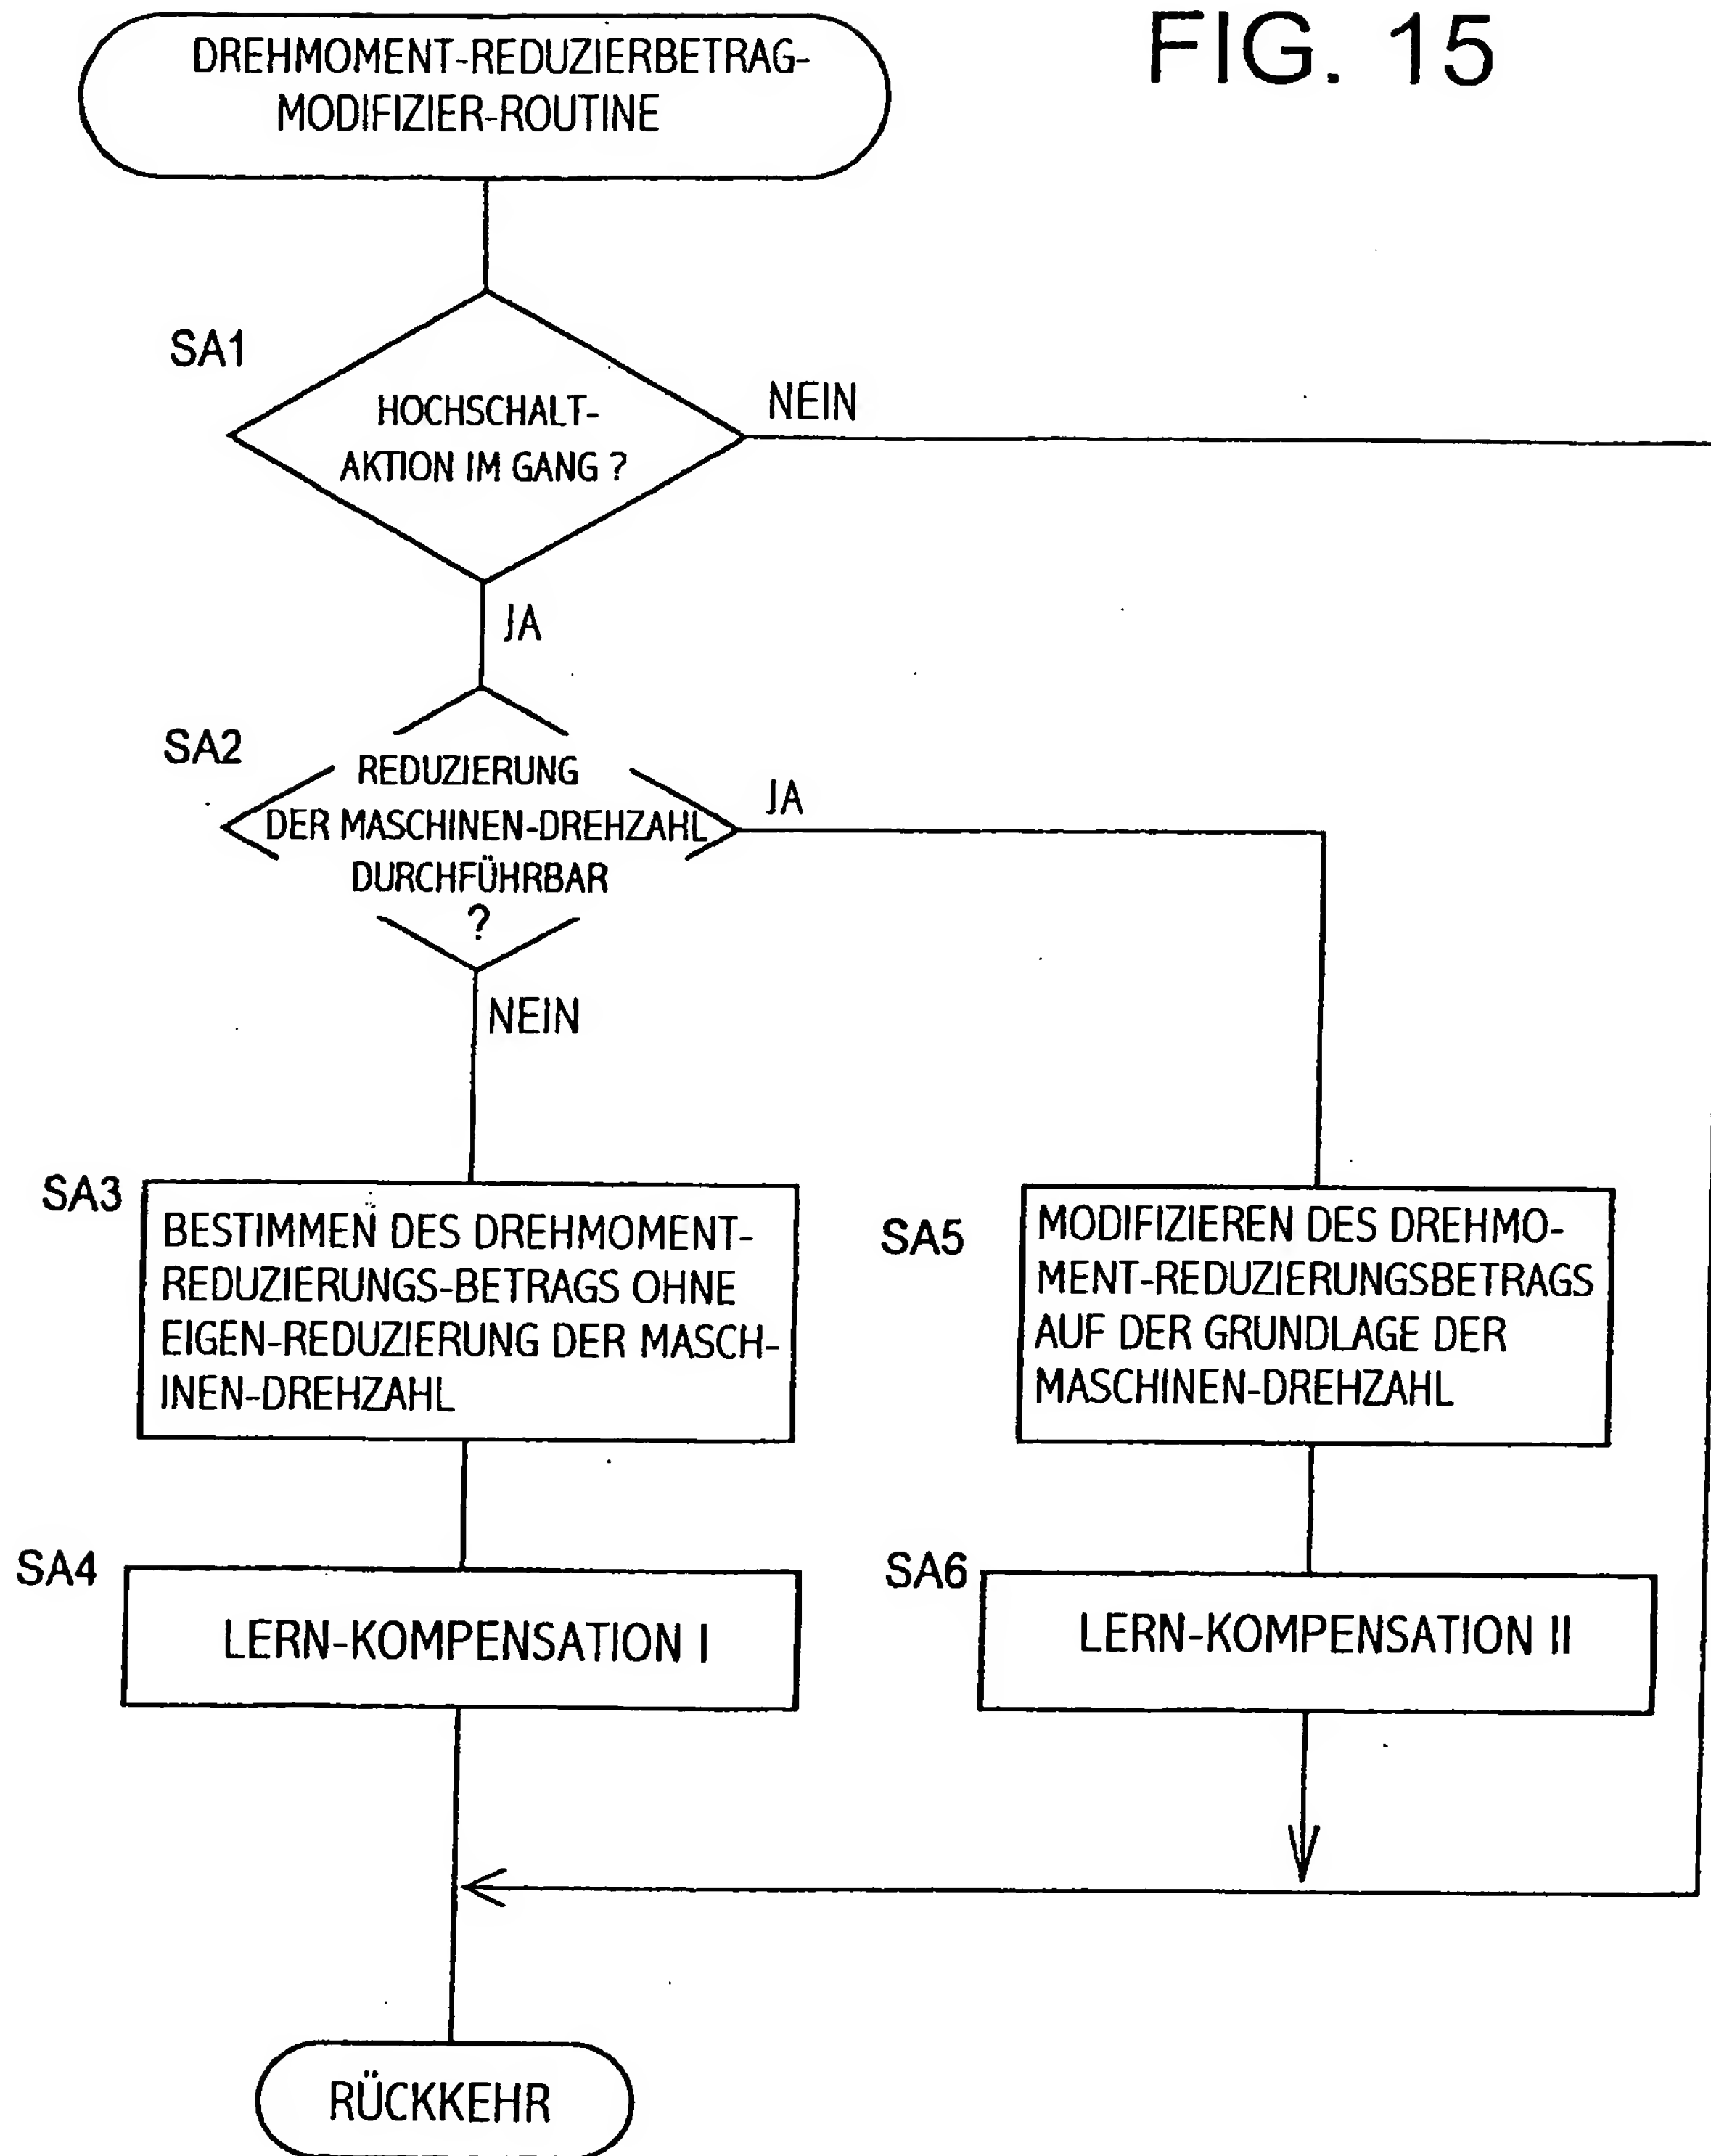 FIG. 15
DREHMOMENT-REDUZIERBETRAG-
MODIFIZIER-ROUTINE
SA1
HOCHSCHALT-
AKTION IM GANG ?
NEIN
JA
SA2
REDUZIERUNG
DER MASCHINEN-DREHZAHL
DURCHFÜHRBAR
?
JA
NEIN
SA3
BESTIMMEN DES DREHMOMENT-
REDUZIERUNGS-BETRAGS OHNE
EIGEN-REDUZIERUNG DER MASCH-
INEN-DREHZAHL
SA5
MODIFIZIEREN DES DREHMO-
MENT-REDUZIERUNGSBETRAGS
AUF DER GRUNDLAGE DER
MASCHINEN-DREHZAHL
SA4
LERN-KOMPENSATION I
SA6
LERN-KOMPENSATION II
RÜCKKEHR